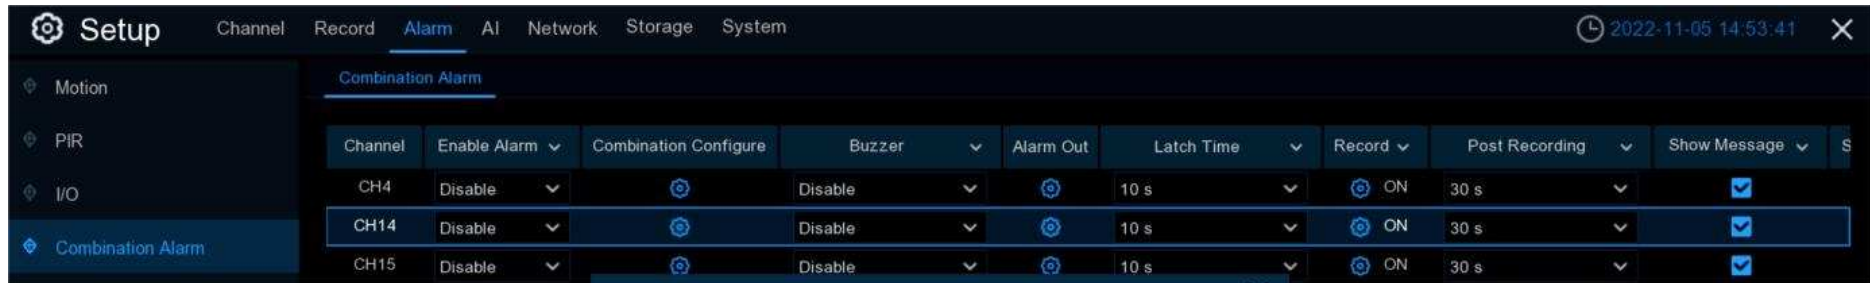 Setup Channel Record Alarm AI Network Storage System 2022-11-05 14:53:41
Motion
PIR
I/O
Combination Alarm
Combination Alarm
Channel Enable Alarm Combination Configure Buzzer Alarm Out Latch Time Record Post Recording Show Message S
CH4 Disable Disable 10 s ON 30 s
CH14 Disable Disable 10 s ON 30 s
CH15 Disable Disable 10 s ON 30 s